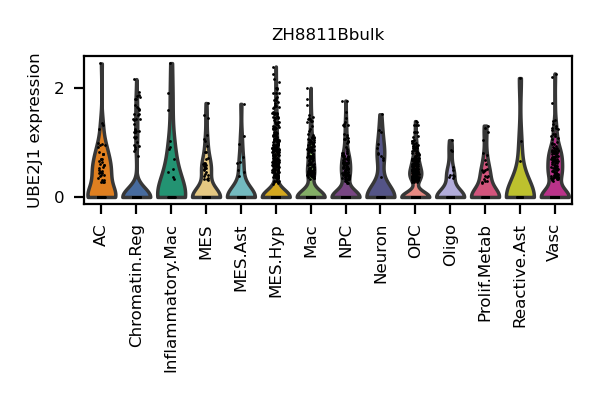 ZH8811Bbulk
UBE2J1 expression
2
0
AC
Chromatin.Reg
Inflammatory.Mac
MES
MES.Ast
MES.Hyp
Mac
NPC
Neuron
OPC
Oligo
Prolif.Metab
Reactive.Ast
Vasc